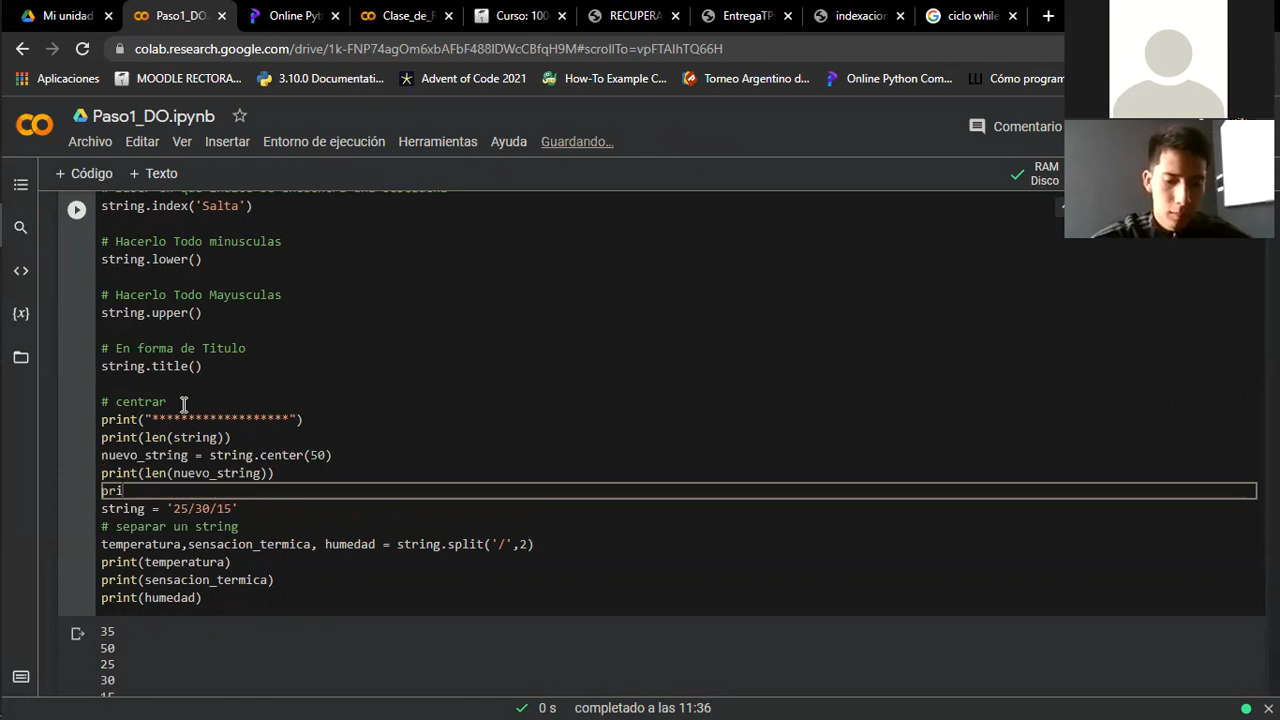 Mi unidad
Paso1_DO.
Online Pyt
Clase_de_F
Curso: 100
RECUPERA
EntregaTP
indexacion
ciclo while
colab.research.google.com/drive/1k-FNP74agOm6xbAFbF488lDWcCBfqH9M#scrollTo=vpFTAIhTQ66H
Aplicaciones
MOODLE RECTORA...
3.10.0 Documentati...
Advent of Code 2021
How-To Example C...
Torneo Argentino d...
Online Python Com...
Cómo program
Paso1_DO.ipynb
Comentario
Archivo Editar Ver Insertar Entorno de ejecución Herramientas Ayuda Guardando...
+ Código + Texto
RAM
Disco
string.index('Salta')
# Hacerlo Todo minusculas
string.lower()
# Hacerlo Todo Mayusculas
string.upper()
# En forma de Titulo
string.title()
# centrar
print("*******************")
print(len(string))
nuevo_string = string.center(50)
print(len(nuevo_string))
pri
string = '25/30/15'
# separar un string
temperatura,sensacion_termica, humedad = string.split('/',2)
print(temperatura)
print(sensacion_termica)
print(humedad)
35
50
25
30
15
0 s completado a las 11:36